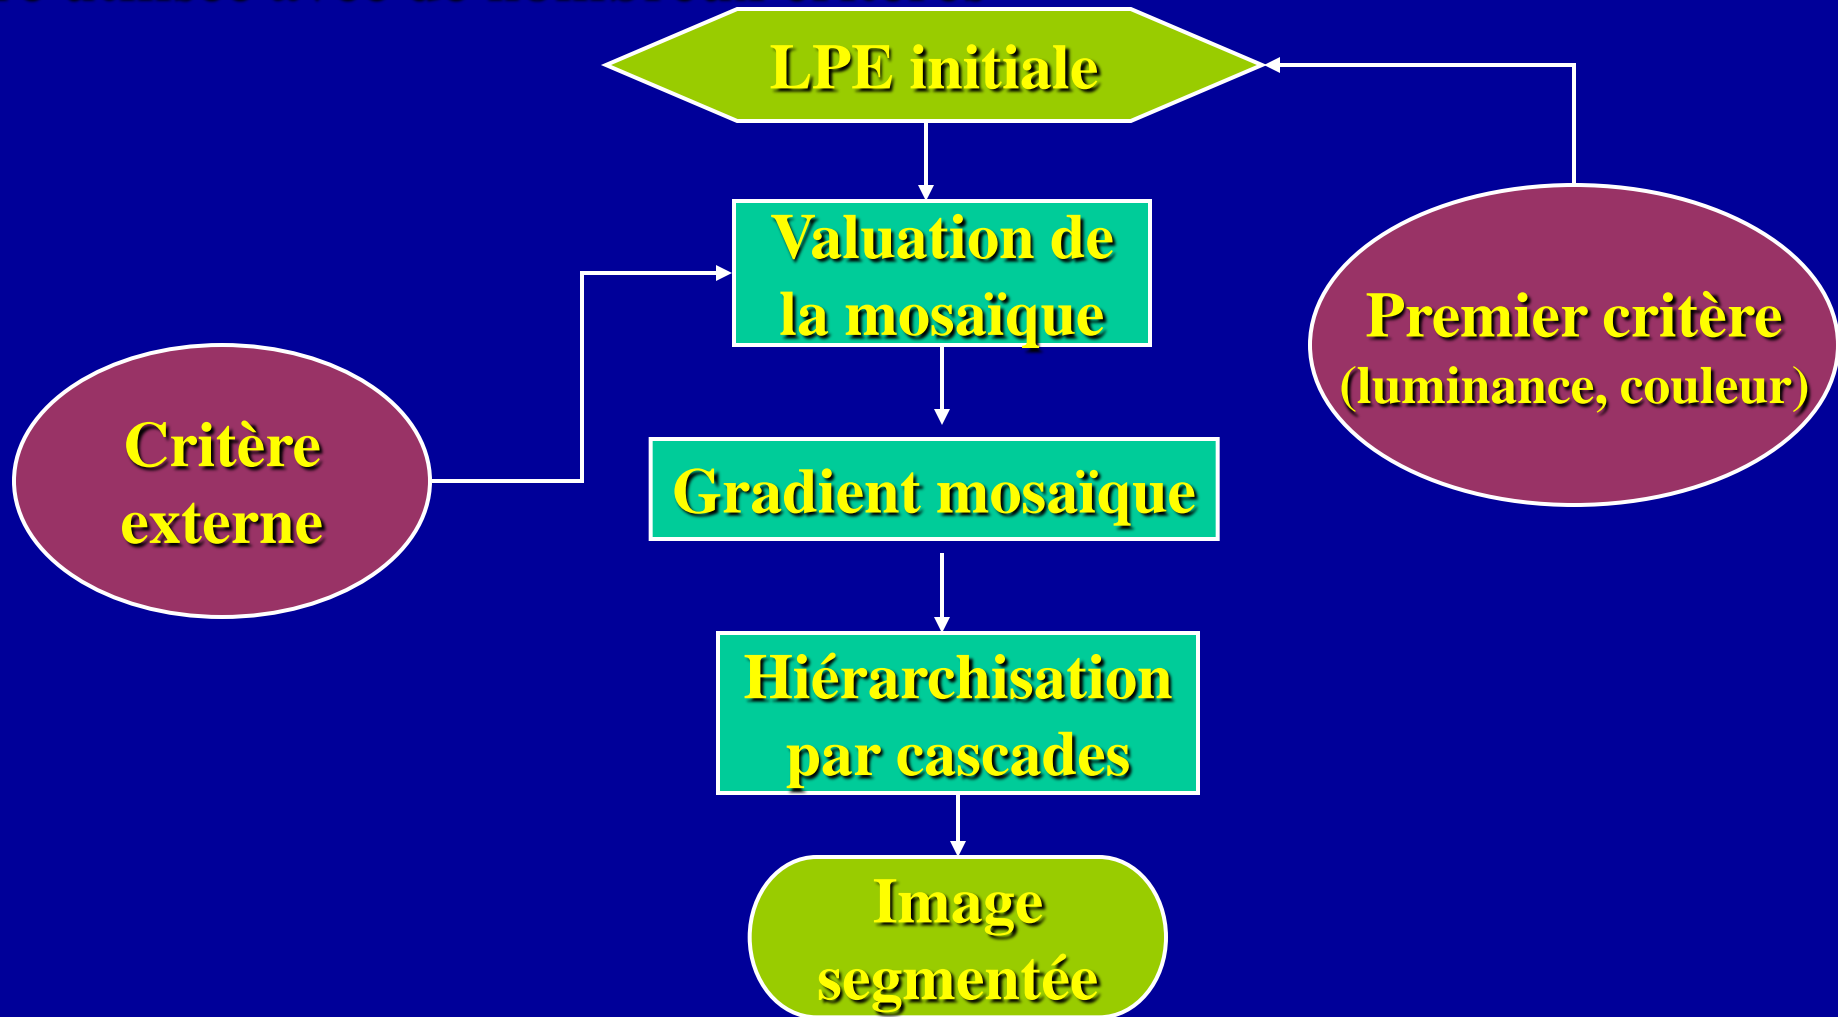 LPE initiale
Valuation de
la mosaïque
Premier critère
(luminance, couleur)
Critère
externe
Gradient mosaïque
Hiérarchisation
par cascades
Image
segmentée